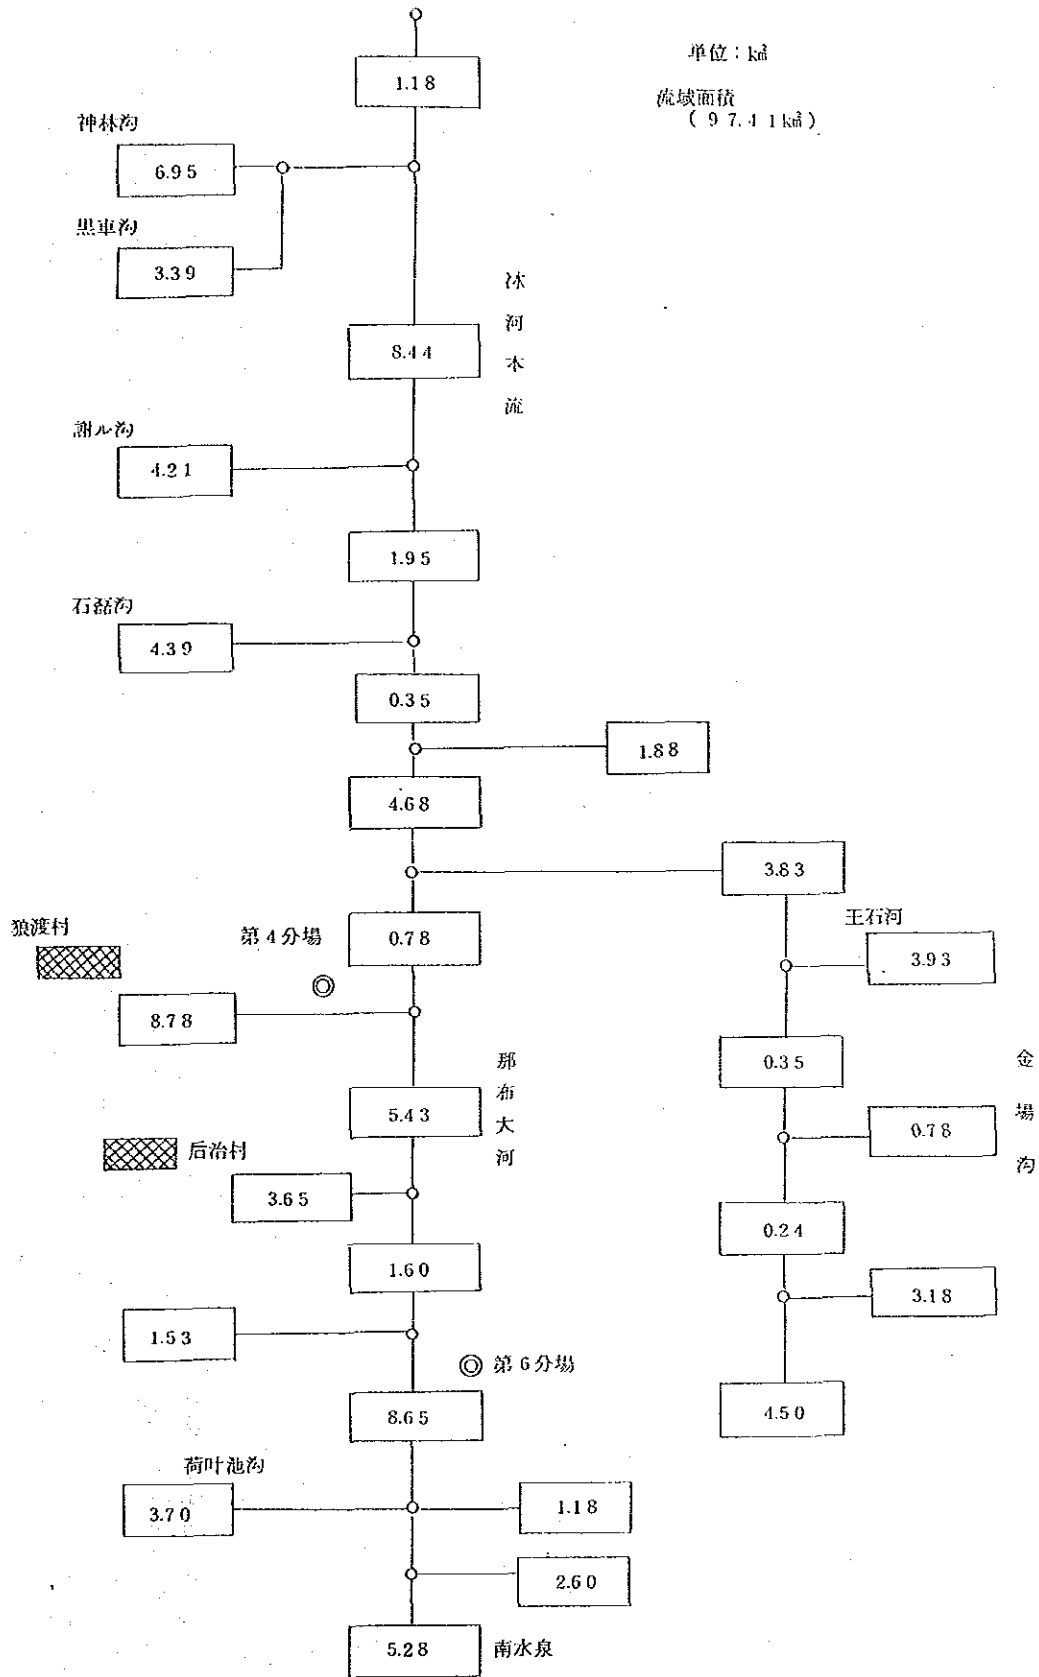 単位：k㎡
流域面積
(97.41k㎡)
1.18
神林沟
6.95
黒車沟
3.39
氷河本流
8.44
謝ル沟
4.21
1.95
石磊沟
4.39
0.35
1.88
4.68
3.83
狼渡村
第4分場
0.78
王石河
3.93
8.78
0.35
金場沟
那布大河
5.43
0.78
后治村
3.65
0.24
1.60
3.18
1.53
第6分場
8.65
4.50
荷叶池沟
3.70
1.18
2.60
5.28
南水泉